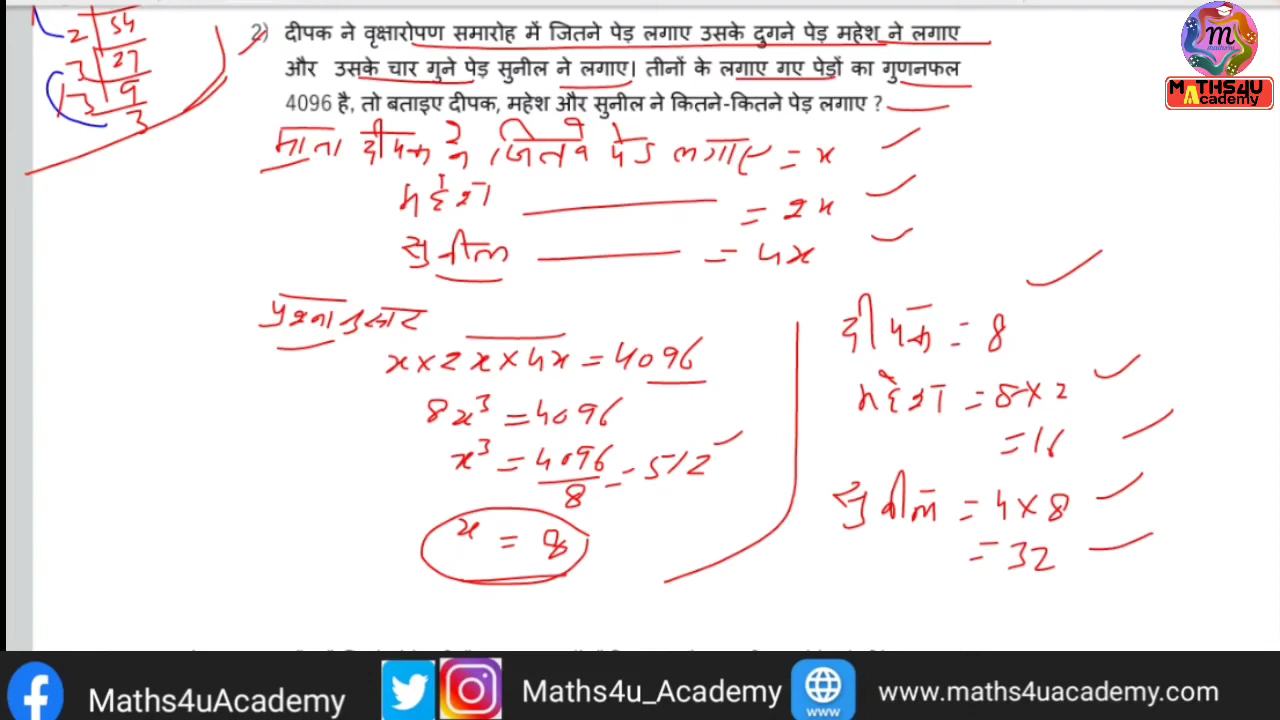 2
54
3
27
3
9
3
2) दीपक ने वृक्षारोपण समारोह में जितने पेड़ लगाए उसके दुगने पेड़ महेश ने लगाए
और उसके चार गुने पेड़ सुनील ने लगाए। तीनों के लगाए गए पेड़ों का गुणनफल
4096 है, तो बताइए दीपक, महेश और सुनील ने कितने-कितने पेड़ लगाए ?
माना दीपक ने जितने पेड़ लगाए = x
महेश = 2x
सुनील = 4x
प्रश्नानुसार
x × 2x × 4x = 4096
8x³ = 4096
x³ = 4096/8 = 512
x = 8
दीपक = 8
महेश = 8×2
= 16
सुनील = 4×8
= 32
m
maths4u
MATHS4U
Academy
Maths4uAcademy
Maths4u_Academy
www
www.maths4uacademy.com